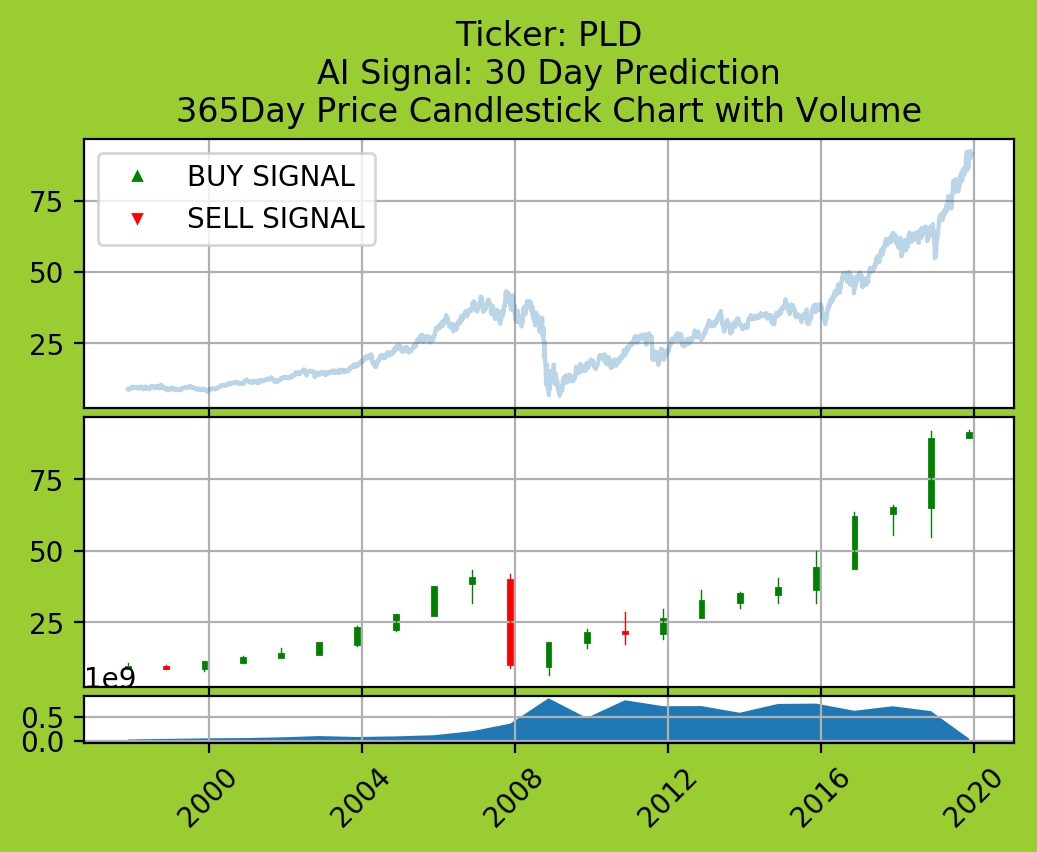 Ticker: PLD
AI Signal: 30 Day Prediction
365Day Price Candlestick Chart with Volume
BUY SIGNAL
SELL SIGNAL
75
50
25
75
50
25
1e9
0.5
0.0
2000
2004
2008
2012
2016
2020